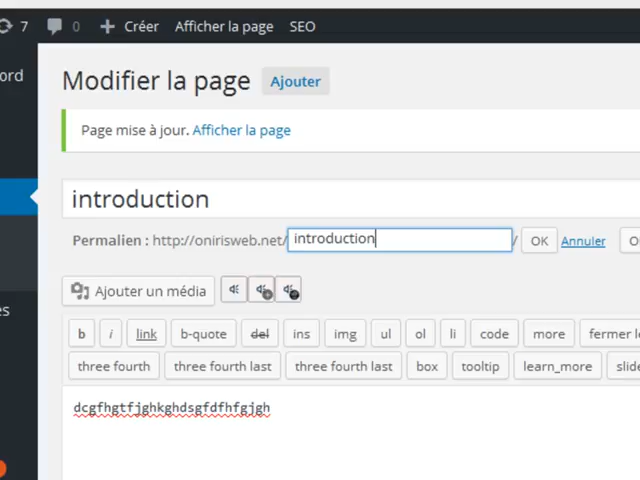 7 0 Créer Afficher la page SEO
ord
Modifier la page Ajouter
Page mise à jour. Afficher la page
introduction
Permalien : http://onirisweb.net/introduction/ OK Annuler
Ajouter un média
b i link b-quote del ins img ul ol li code more fermer l
three fourth three fourth last three fourth last box tooltip learn_more slid
dcgfhgtfjghkghdsgfdfhfgjgh